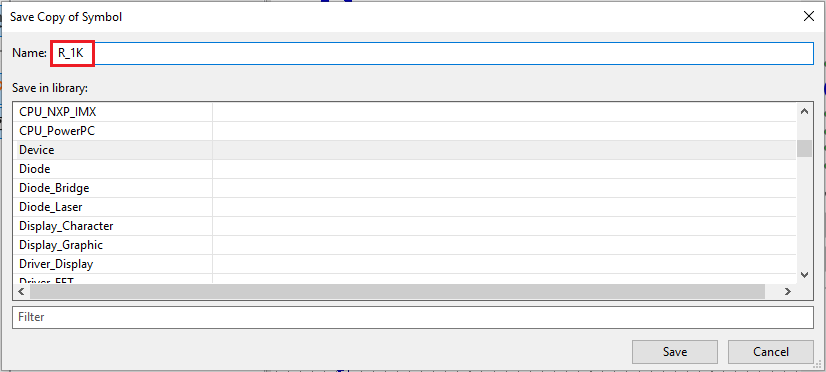 Save Copy of Symbol
Name: R_1K
Save in library:
CPU_NXP_IMX
CPU_PowerPC
Device
Diode
Diode_Bridge
Diode_Laser
Display_Character
Display_Graphic
Driver_Display
Driver_FET
Filter
Save Cancel